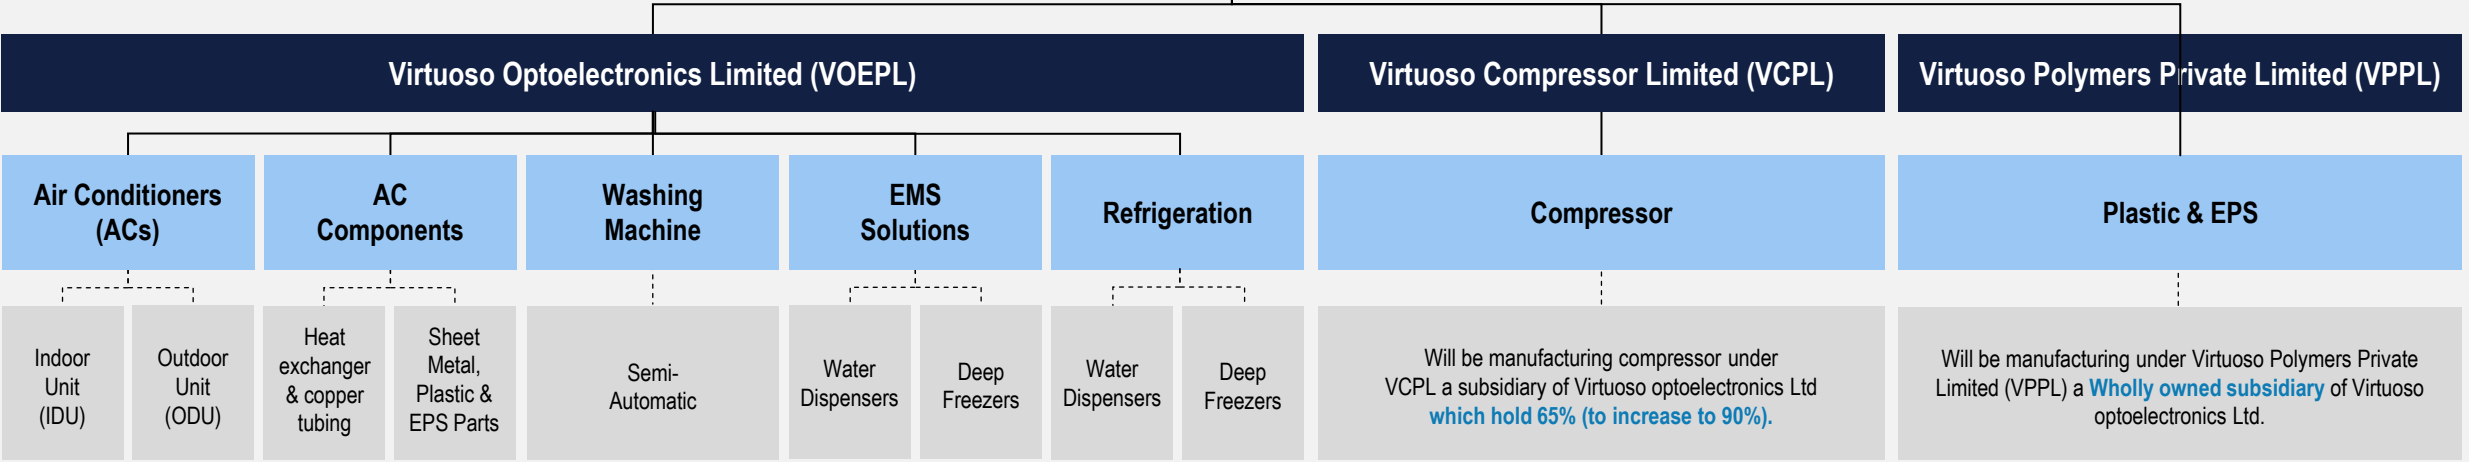 Virtuoso Optoelectronics Limited (VOEPL)
Virtuoso Compressor Limited (VCPL)
Virtuoso Polymers Private Limited (VPPL)
Air Conditioners
(ACs)
AC
Components
Washing
Machine
EMS
Solutions
Refrigeration
Compressor
Plastic & EPS
Indoor
Unit
(IDU)
Outdoor
Unit
(ODU)
Heat
exchanger
& copper
tubing
Sheet
Metal,
Plastic &
EPS Parts
Semi-
Automatic
Water
Dispensers
Deep
Freezers
Water
Dispensers
Deep
Freezers
Will be manufacturing compressor under
VCPL a subsidiary of Virtuoso optoelectronics Ltd
which hold 65% (to increase to 90%).
Will be manufacturing under Virtuoso Polymers Private
Limited (VPPL) a Wholly owned subsidiary of Virtuoso
optoelectronics Ltd.